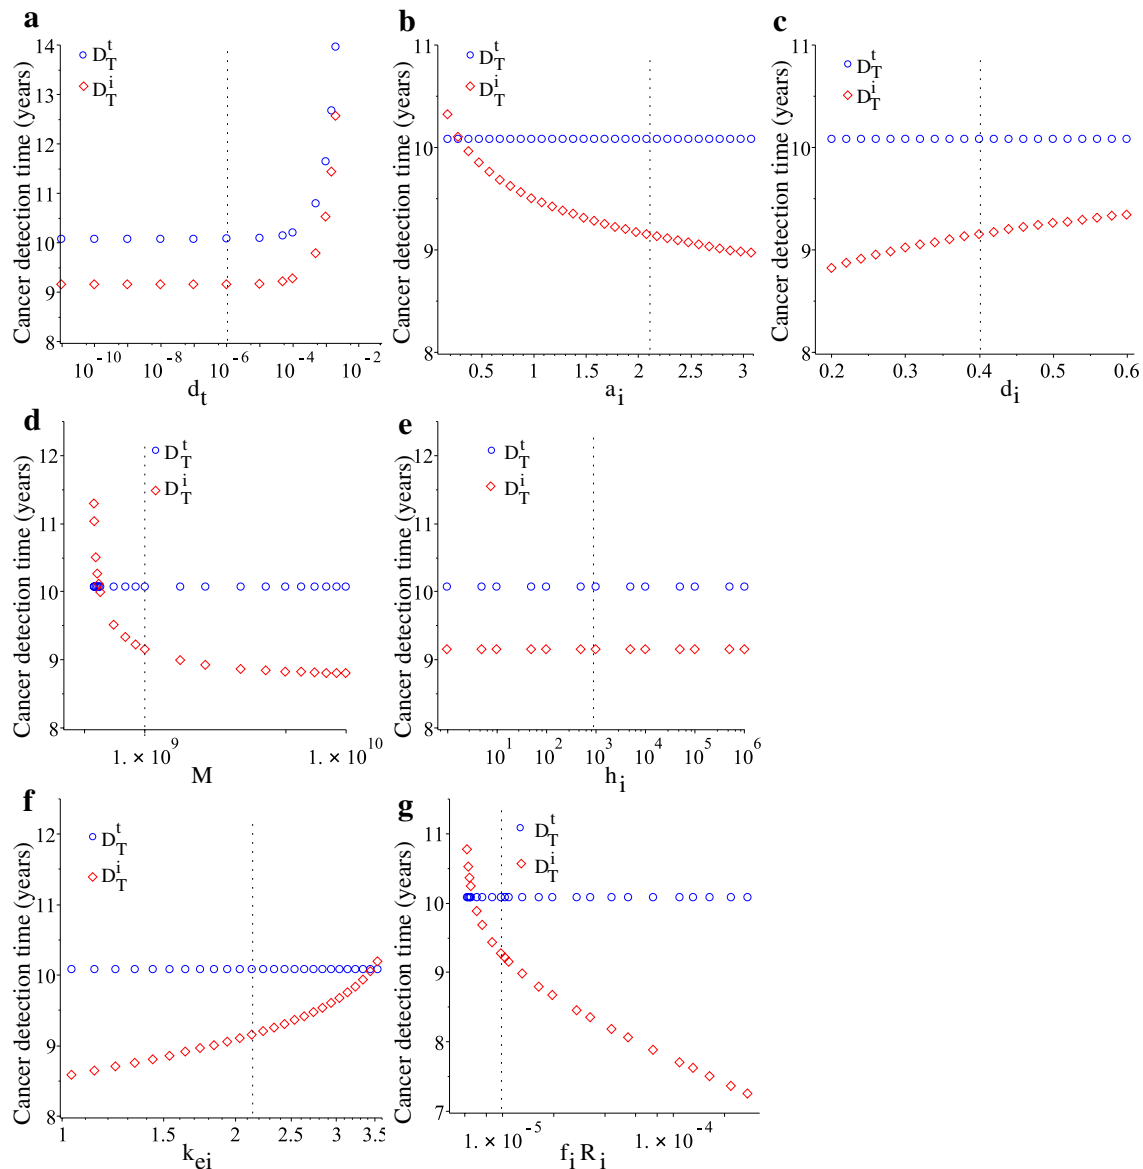 a
Cancer detection time (years)
14
13
12
11
10
9
8
D_T^t
D_T^i
10^-10
10^-8
10^-6
10^-4
10^-2
d_t
b
Cancer detection time (years)
11
10
9
8
D_T^t
D_T^i
0.5 1 1.5 2 2.5 3
a_i
c
Cancer detection time (years)
11
10
9
8
D_T^t
D_T^i
0.2 0.3 0.4 0.5 0.6
d_i
d
Cancer detection time (years)
12
11
10
9
8
D_T^t
D_T^i
1. × 10^9 1. × 10^10
M
e
Cancer detection time (years)
12
11
10
9
8
D_T^t
D_T^i
10^1 10^2 10^3 10^4 10^5 10^6
h_i
f
Cancer detection time (years)
12
11
10
9
8
D_T^t
D_T^i
1 1.5 2 2.5 3 3.5
k_ei
g
Cancer detection time (years)
11
10
9
8
7
D_T^t
D_T^i
1. × 10^-5 1. × 10^-4
f_i R_i